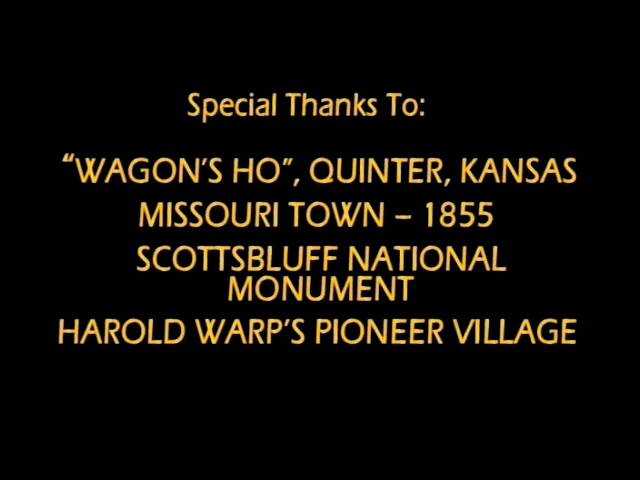 Special Thanks To:
“WAGON’S HO”, QUINTER, KANSAS
MISSOURI TOWN – 1855
SCOTTSBLUFF NATIONAL
MONUMENT
HAROLD WARP’S PIONEER VILLAGE